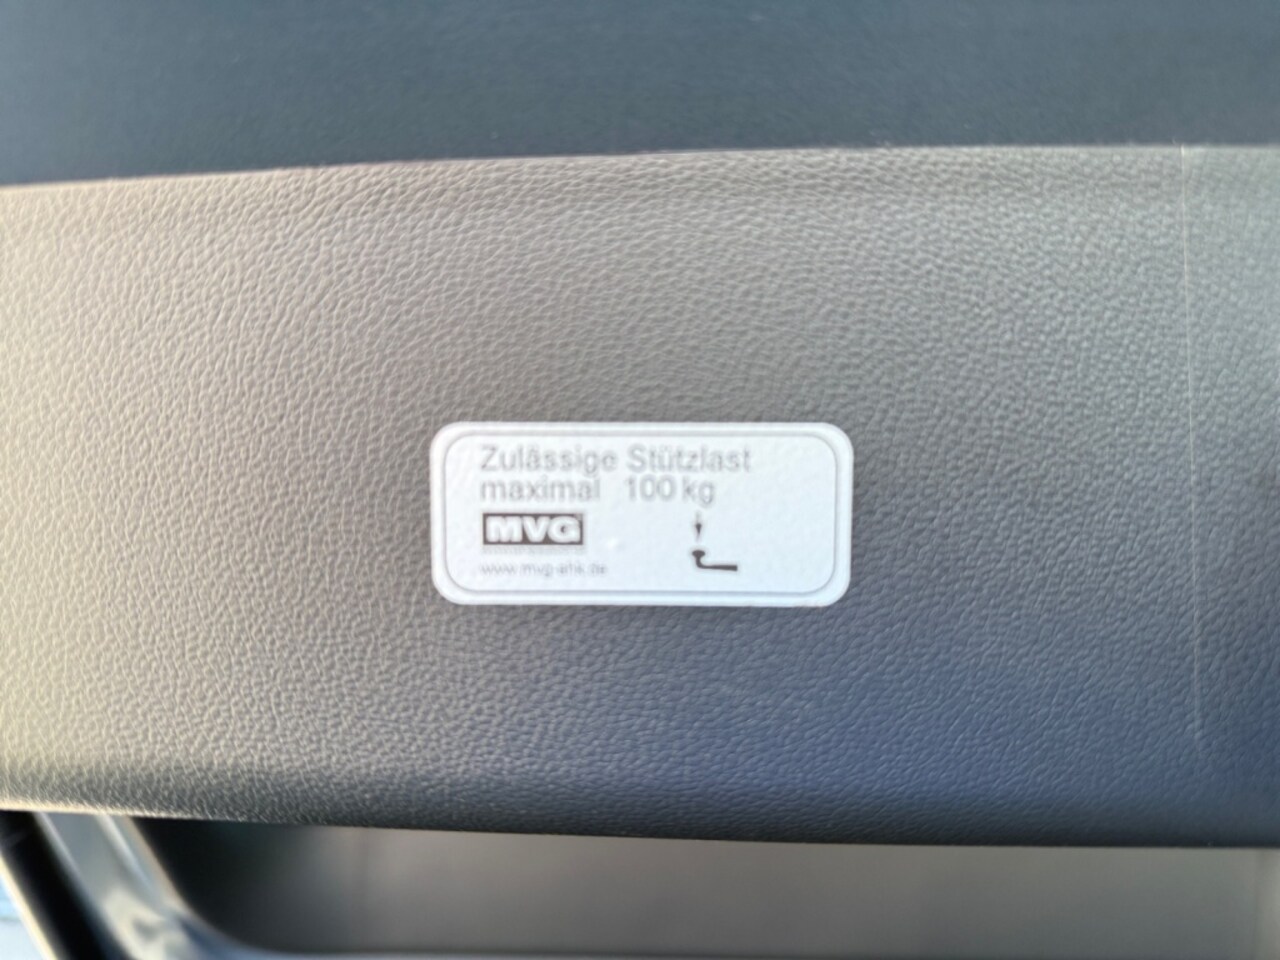 Zulässige Stützlast
maximal 100 kg
MVG
www.mvg-ahk.de